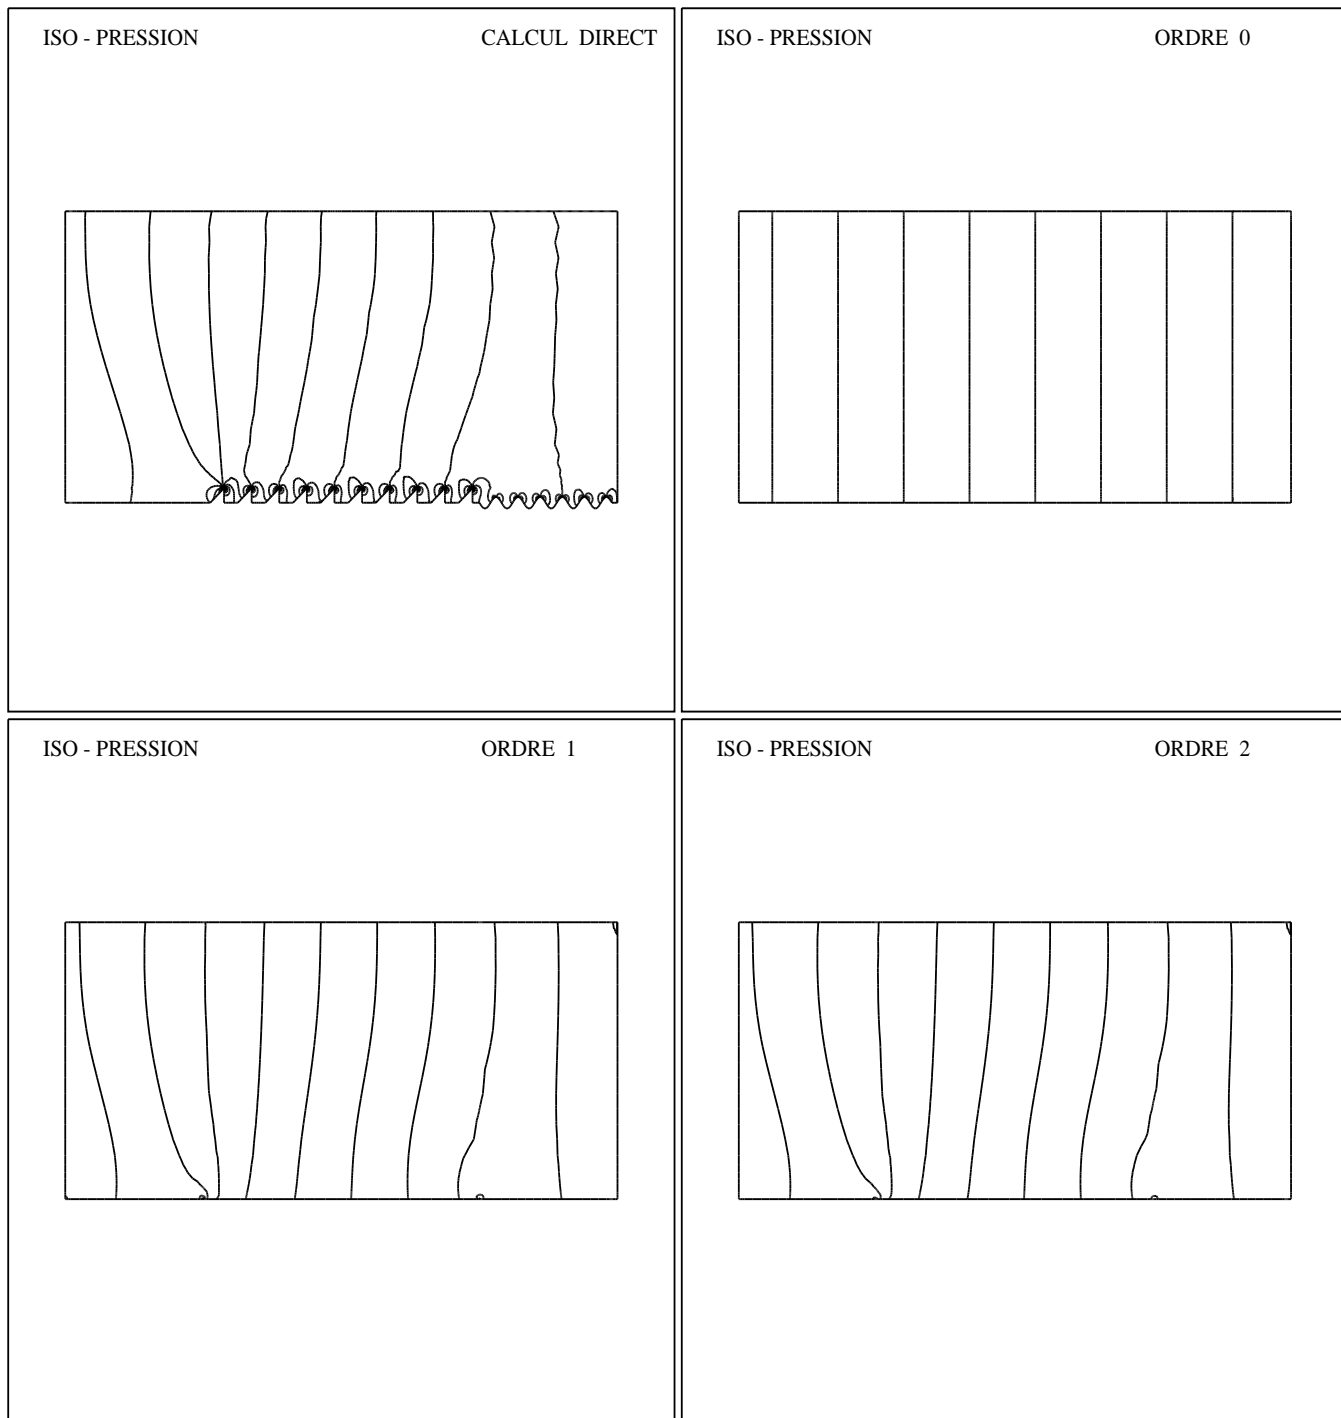 ISO - PRESSION CALCUL DIRECT
ISO - PRESSION ORDRE 0
ISO - PRESSION ORDRE 1
ISO - PRESSION ORDRE 2